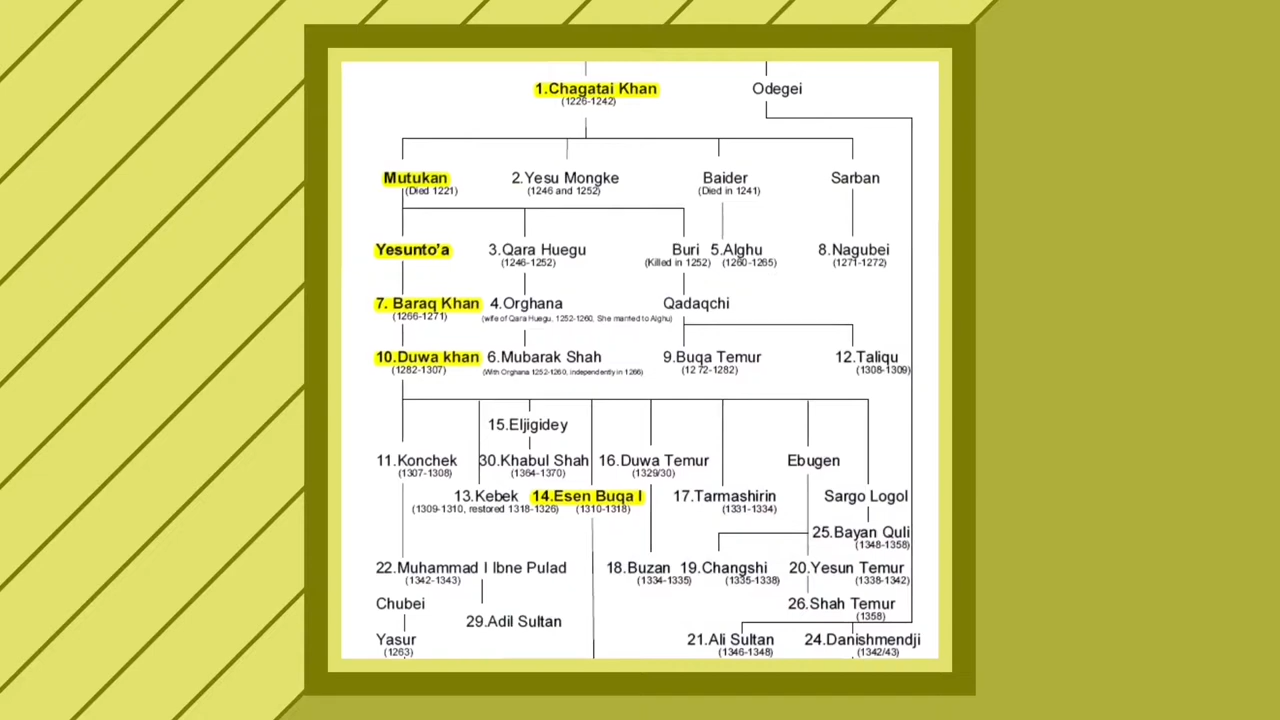 1.Chagatai Khan
(1226-1242)
Odegei
Mutukan
(Died 1221)
2.Yesu Mongke
(1246 and 1252)
Baider
(Died in 1241)
Sarban
Yesunto'a
3.Qara Huegu
(1246-1252)
Buri
(Killed in 1252)
5.Alghu
(1260-1265)
8.Nagubei
(1271-1272)
7. Baraq Khan
(1266-1271)
4.Orghana
(wife of Qara Huegu, 1252-1260, She married to Alghu)
Qadaqchi
10.Duwa khan
(1282-1307)
6.Mubarak Shah
(With Orghana 1252-1260, independently in 1266)
9.Buqa Temur
(1272-1282)
12.Taliqu
(1308-1309)
15.Eljigidey
11.Konchek
(1307-1308)
30.Khabul Shah
(1364-1370)
16.Duwa Temur
(1329/30)
Ebugen
13.Kebek
(1309-1310, restored 1318-1326)
14.Esen Buqa I
(1310-1318)
17.Tarmashirin
(1331-1334)
Sargo Logol
25.Bayan Quli
(1348-1358)
22.Muhammad I Ibne Pulad
(1342-1343)
18.Buzan
(1334-1335)
19.Changshi
(1335-1338)
20.Yesun Temur
(1338-1342)
Chubei
26.Shah Temur
(1358)
29.Adil Sultan
Yasur
(1263)
21.Ali Sultan
(1346-1348)
24.Danishmendji
(1342/43)